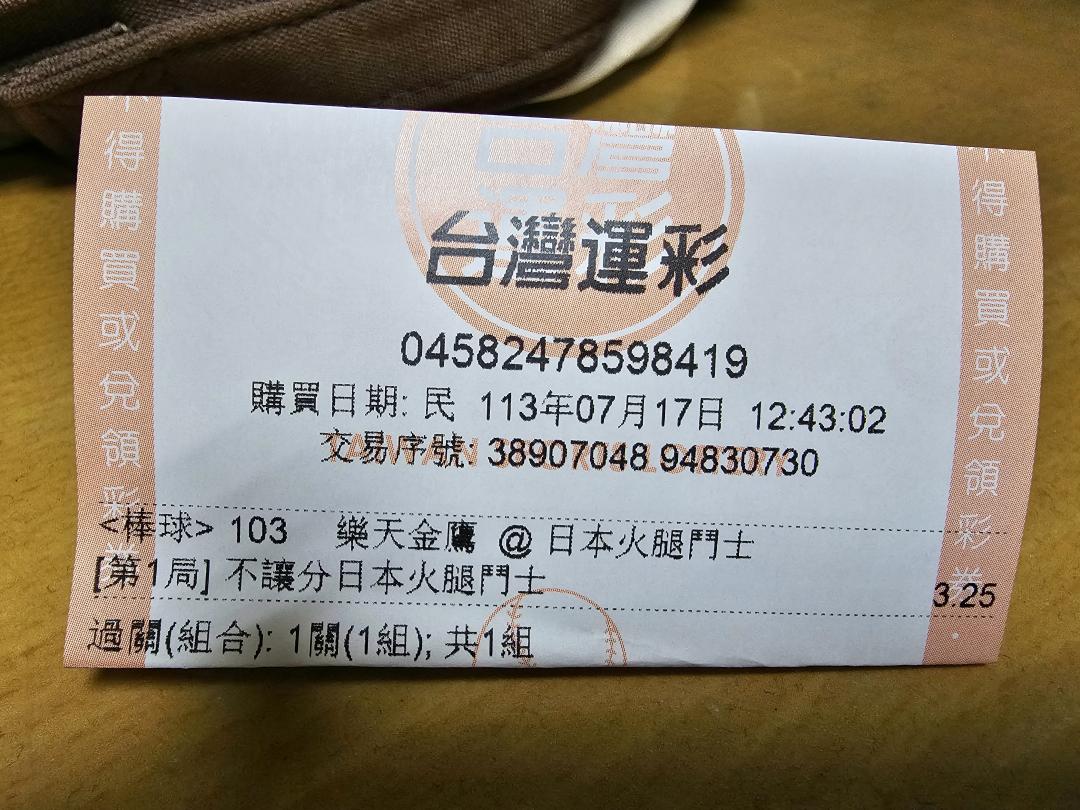 台灣運彩
04582478598419
購買日期: 民 113年07月17日 12:43:02
交易序號: 38907048 94830730
<棒球> 103 樂天金鷹 @ 日本火腿鬥士
[第1局] 不讓分日本火腿鬥士 3.25
過關(組合): 1關(1組); 共1組
得購買或兌領彩券
得購買或兌領彩券.